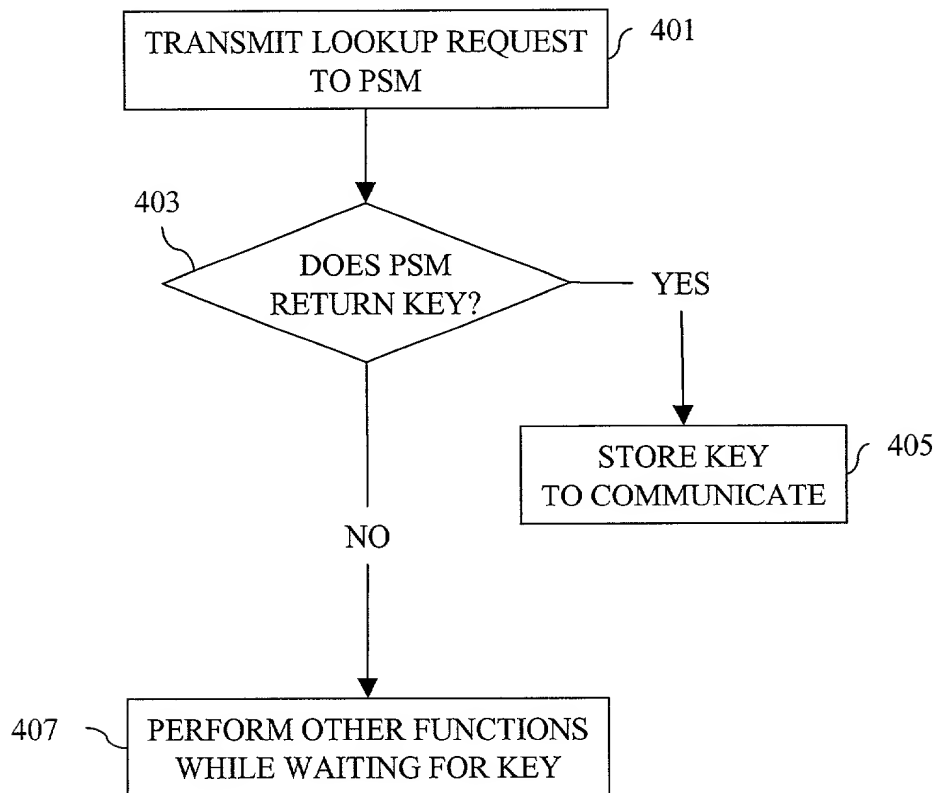 TRANSMIT LOOKUP REQUEST
TO PSM
401
403
DOES PSM
RETURN KEY?
YES
STORE KEY
TO COMMUNICATE
405
NO
407
PERFORM OTHER FUNCTIONS
WHILE WAITING FOR KEY